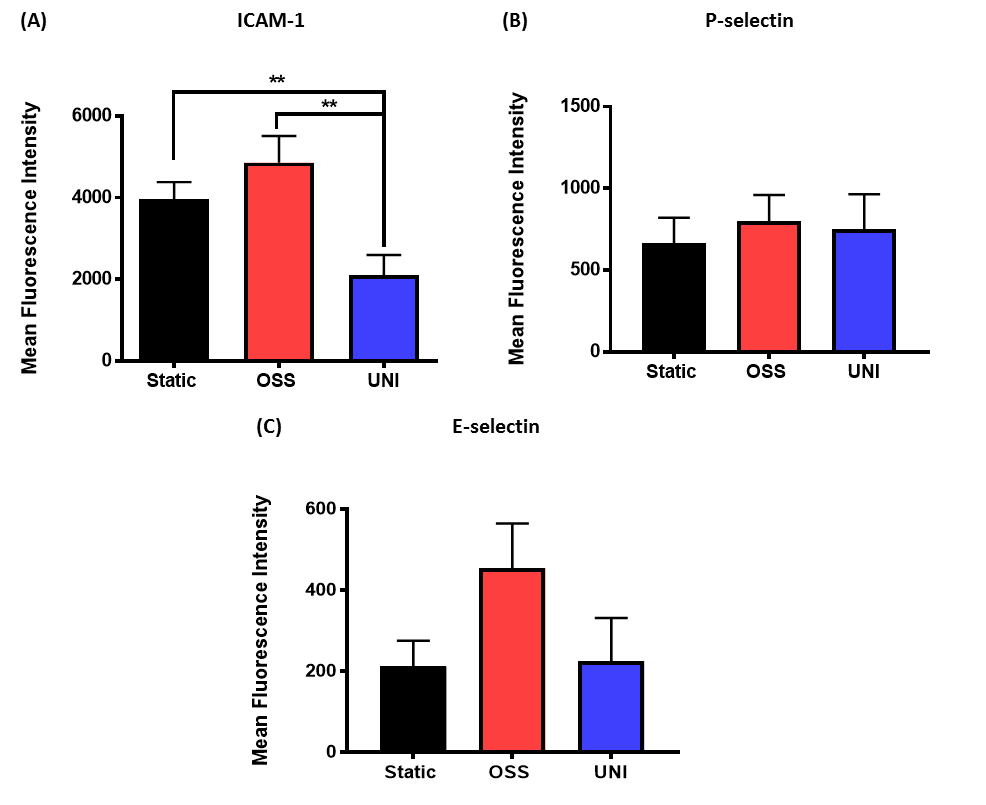 (A)
ICAM-1
Mean Fluorescence Intensity
6000
4000
2000
0
**
**
Static
OSS
UNI
(B)
P-selectin
Mean Fluorescence Intensity
1500
1000
500
0
Static
OSS
UNI
(C)
E-selectin
Mean Fluorescence Intensity
600
400
200
0
Static
OSS
UNI